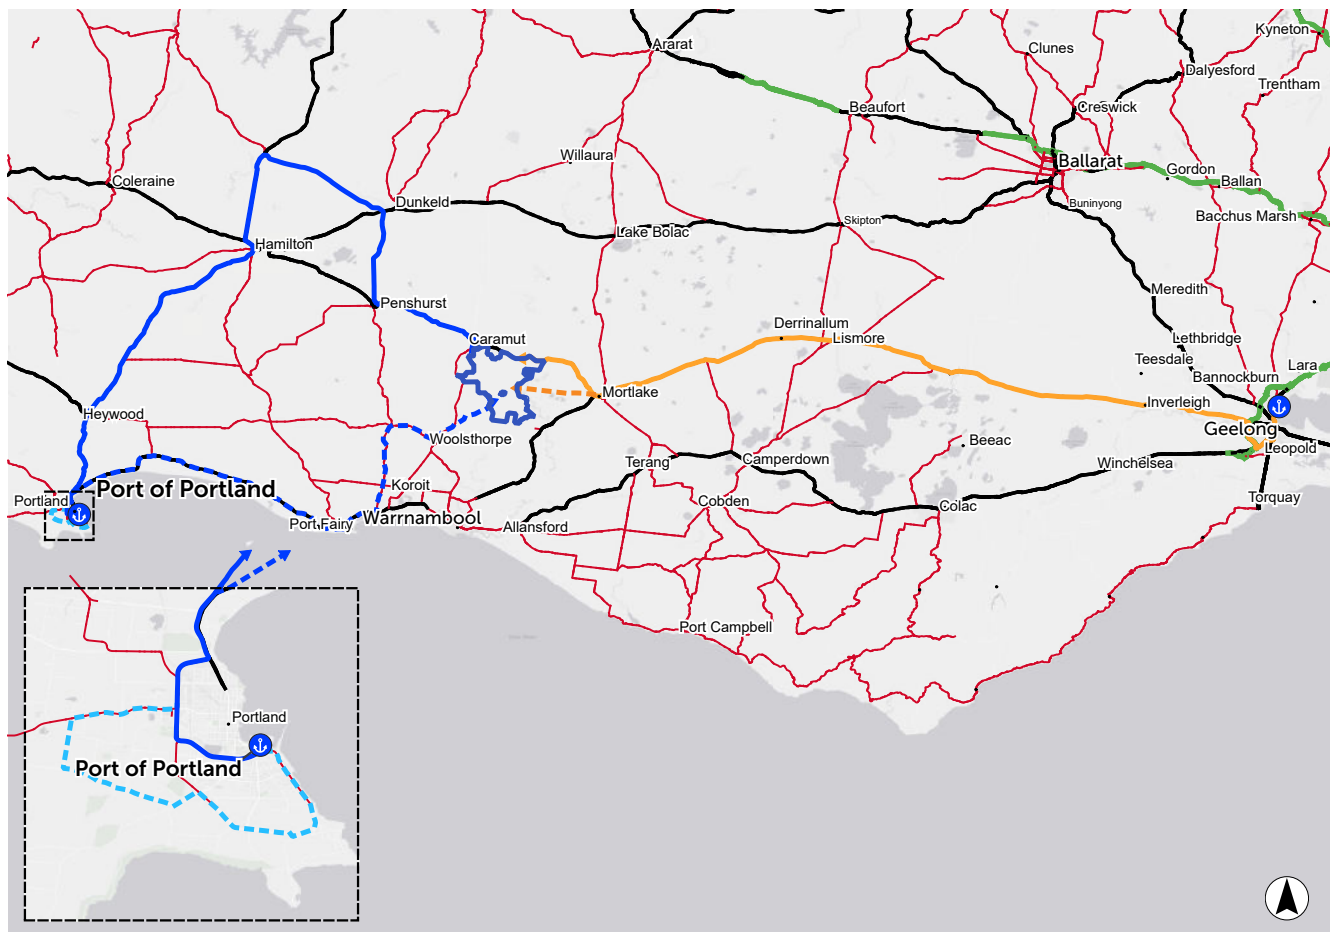 Kyneton
Ararat
Clunes
Dalyesford
Trentham
Beaufort
Creswick
Willaura
Ballarat
Gordon
Coleraine
Ballan
Dunkeld
Buninyong
Bacchus Marsh
Skipton
Lake Bolac
Hamilton
Meredith
Penshurst
Derrinallum
Caramut
Lismore
Lethbridge
Teesdale
Lara
Bannockburn
Mortlake
Inverleigh
Heywood
Geelong
Woolsthorpe
Beeac
Leopold
Terang
Camperdown
Winchelsea
Koroit
Port of Portland
Portland
Cobden
Torquay
Colac
Port Fairy
Warrnambool
Allansford
Port Campbell
Portland
Port of Portland